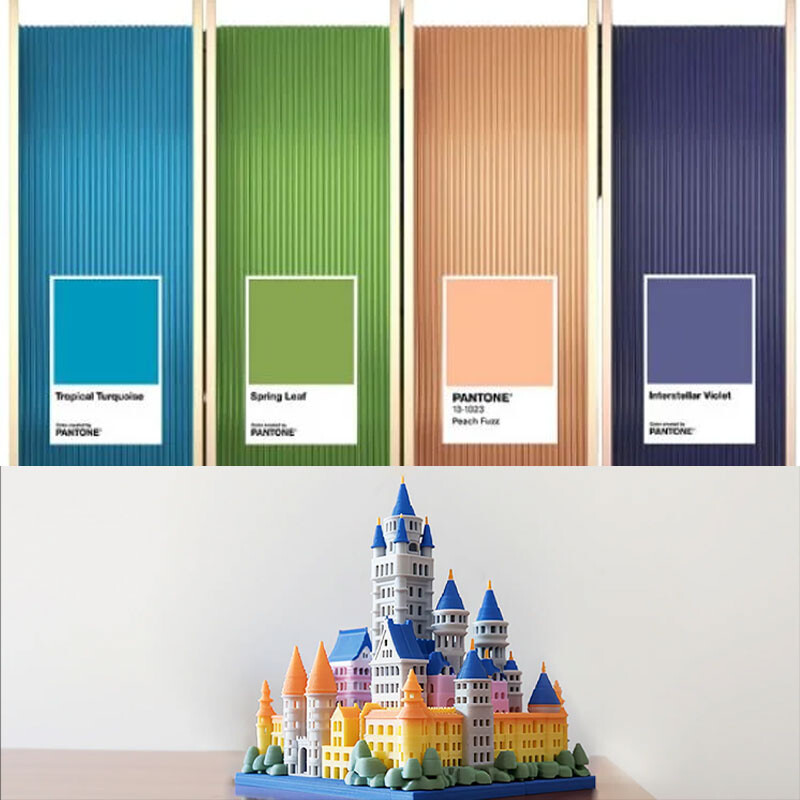 Tropical Turquoise
Color created by
PANTONE®
Spring Leaf
Color created by
PANTONE®
PANTONE®
13-1023
Peach Fuzz
Interstellar Violet
Color created by
PANTONE®